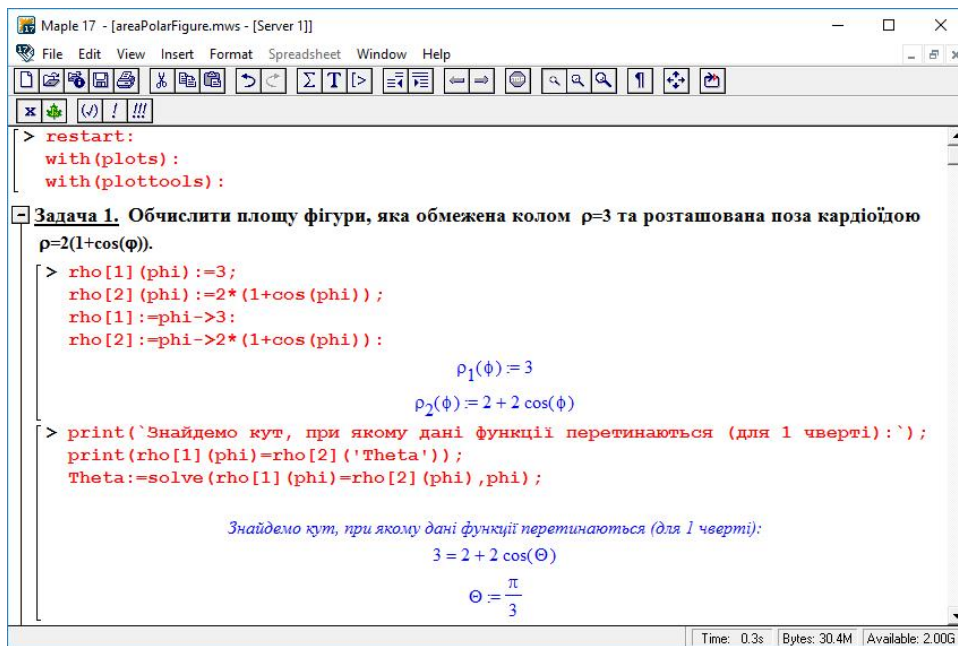 Maple 17 - [areaPolarFigure.mws - [Server 1]]
File Edit View Insert Format Spreadsheet Window Help
> restart:
with(plots):
with(plottools):
Задача 1. Обчислити площу фігури, яка обмежена колом ρ=3 та розташована поза кардіоїдою
ρ=2(1+cos(φ)).
> rho[1](phi):=3;
rho[2](phi):=2*(1+cos(phi));
rho[1]:=phi->3:
rho[2]:=phi->2*(1+cos(phi)):
ρ1(ϕ) := 3
ρ2(ϕ) := 2 + 2 cos(ϕ)
> print(`Знайдемо кут, при якому дані функції перетинаються (для 1 чверті):`);
print(rho[1](phi)=rho[2]('Theta'));
Theta:=solve(rho[1](phi)=rho[2](phi),phi);
Знайдемо кут, при якому дані функції перетинаються (для 1 чверті):
3 = 2 + 2 cos(Θ)
Θ := π/3
Time: 0.3s Bytes: 30.4M Available: 2.00G